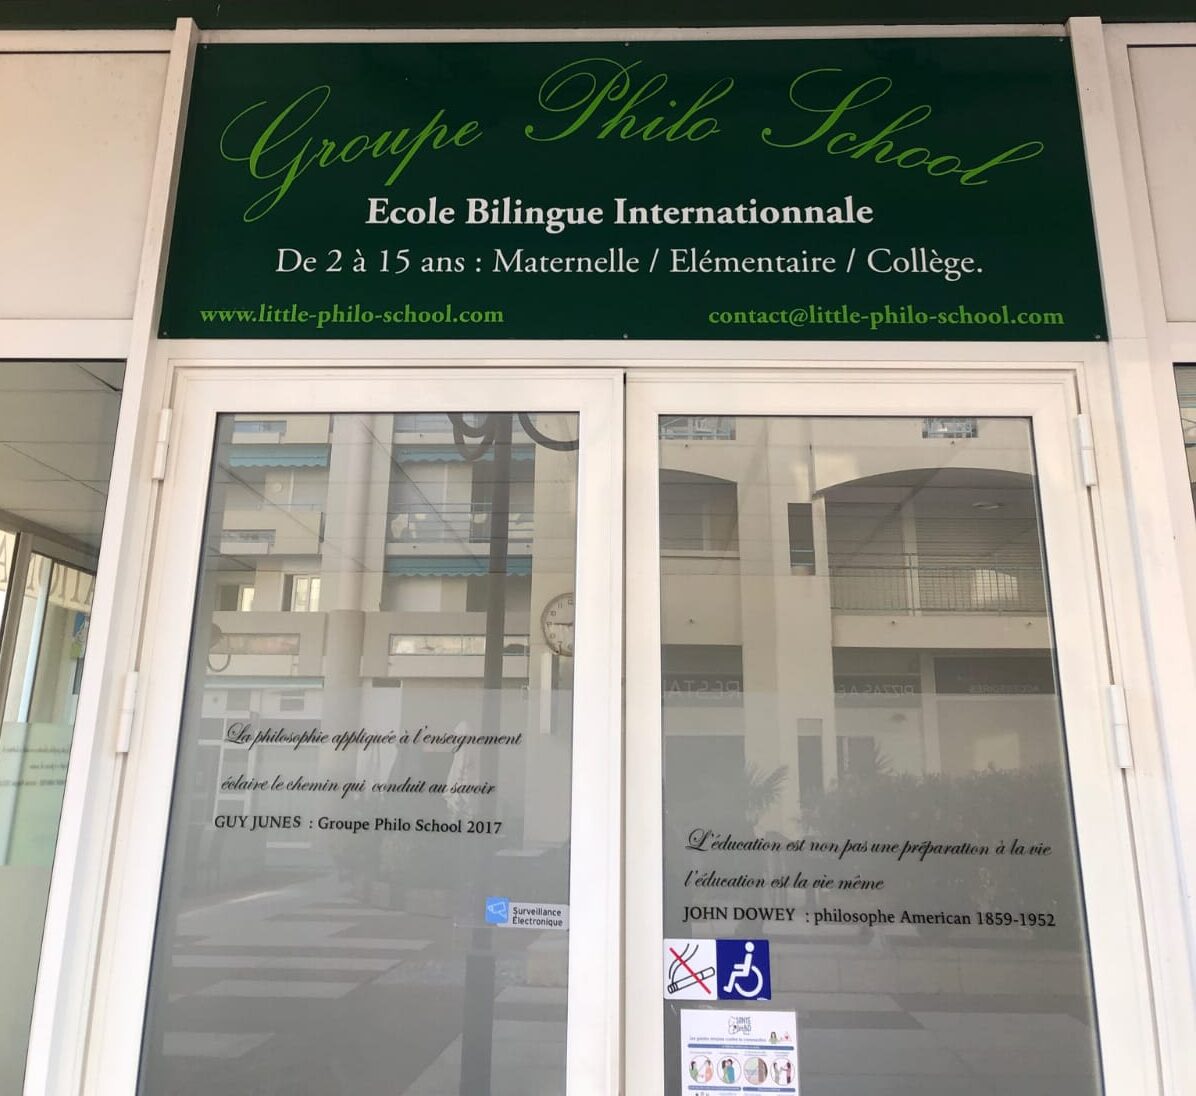 Groupe Philo School
Ecole Bilingue Internationnale
De 2 à 15 ans : Maternelle / Elémentaire / Collège.
www.little-philo-school.com
contact@little-philo-school.com
La philosophie appliquée à l'enseignement
éclaire le chemin qui conduit au savoir
GUY JUNES : Groupe Philo School 2017
Surveillance
Électronique
L'éducation est non pas une préparation à la vie
l'éducation est la vie même
JOHN DOWEY : philosophe American 1859-1952